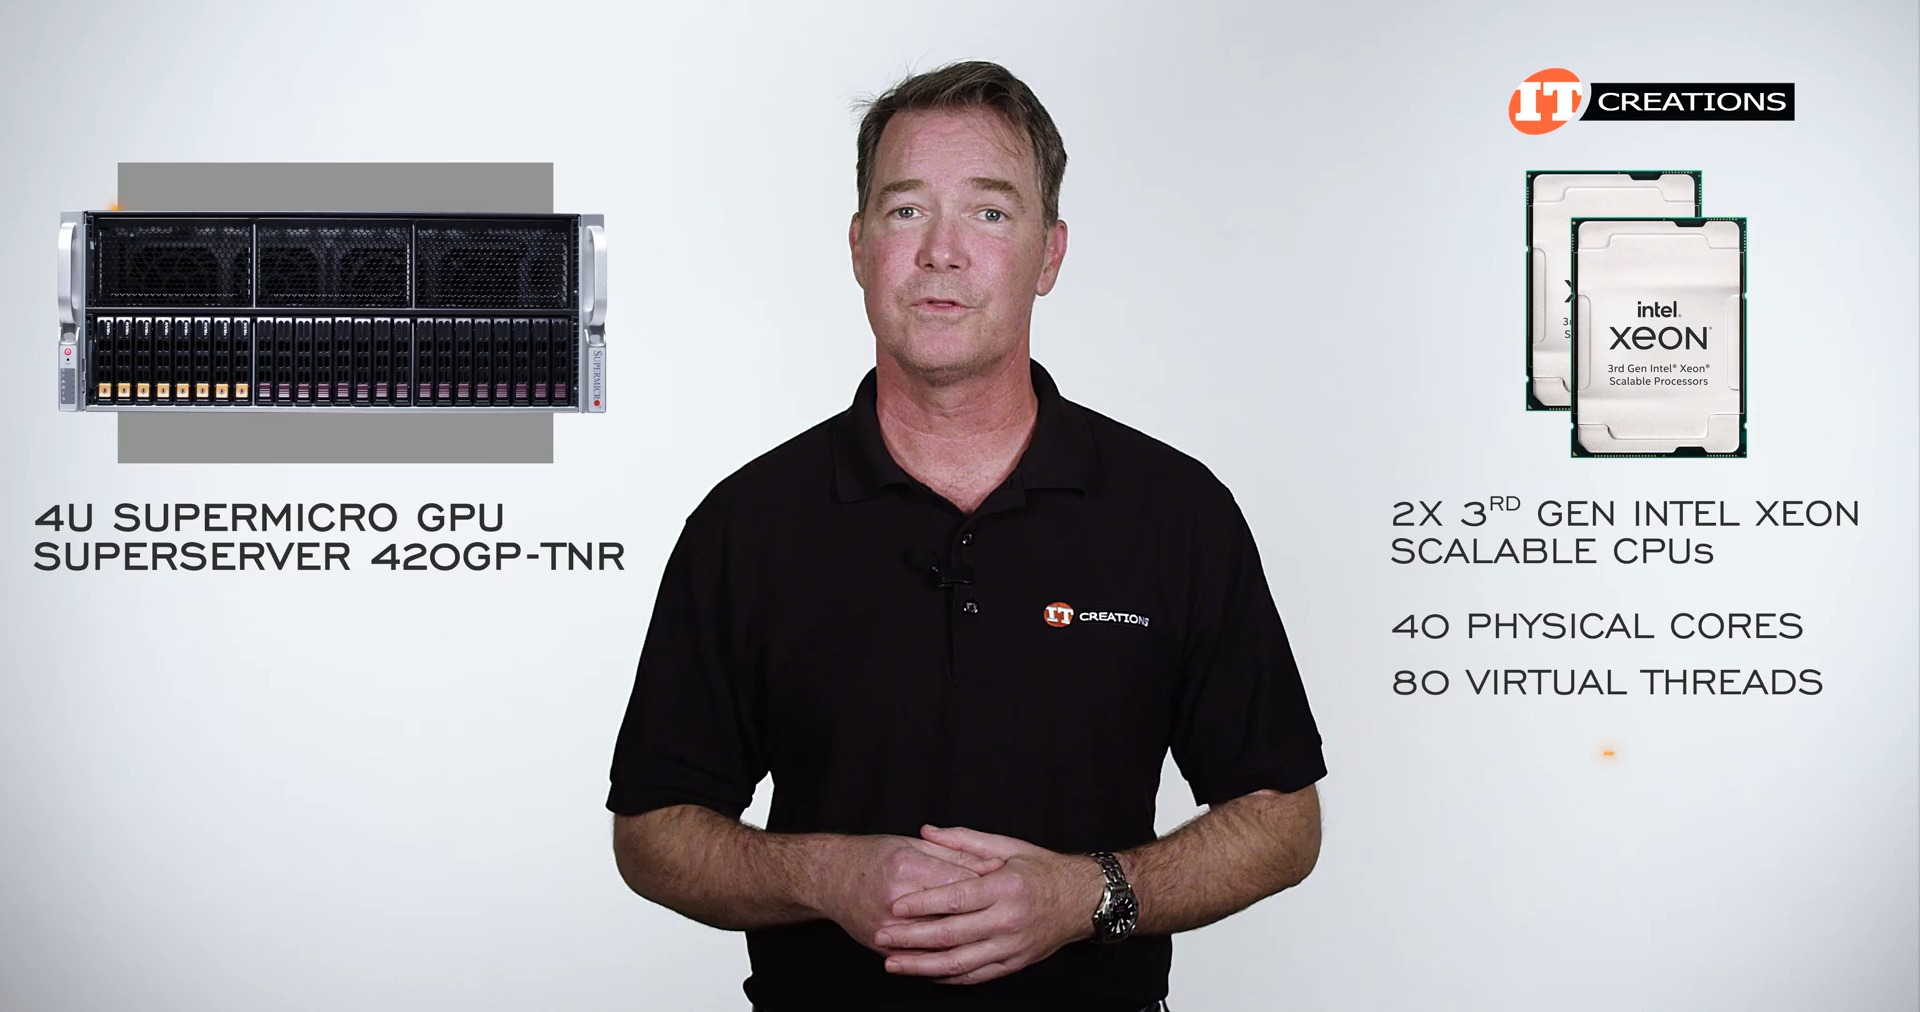 IT CREATIONS
SUPERMICRO
intel.
xeon
3rd Gen Intel® Xeon®
Scalable Processors
4U SUPERMICRO GPU
SUPERSERVER 420GP-TNR
2X 3RD GEN INTEL XEON
SCALABLE CPUs
40 PHYSICAL CORES
80 VIRTUAL THREADS
IT CREATIONS